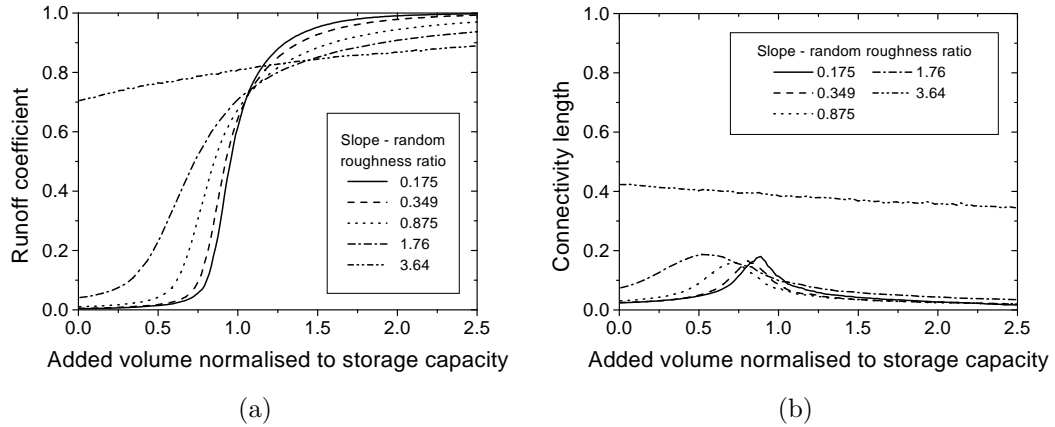 1.0
0.8
0.6
0.4
0.2
0.0
Runoff coefficient
Slope - random
roughness ratio
0.175
0.349
0.875
1.76
3.64
0.0 0.5 1.0 1.5 2.0 2.5
Added volume normalised to storage capacity
(a)
1.0
0.8
0.6
0.4
0.2
0.0
Connectivity length
Slope - random roughness ratio
0.175 1.76
0.349 3.64
0.875
0.0 0.5 1.0 1.5 2.0 2.5
Added volume normalised to storage capacity
(b)